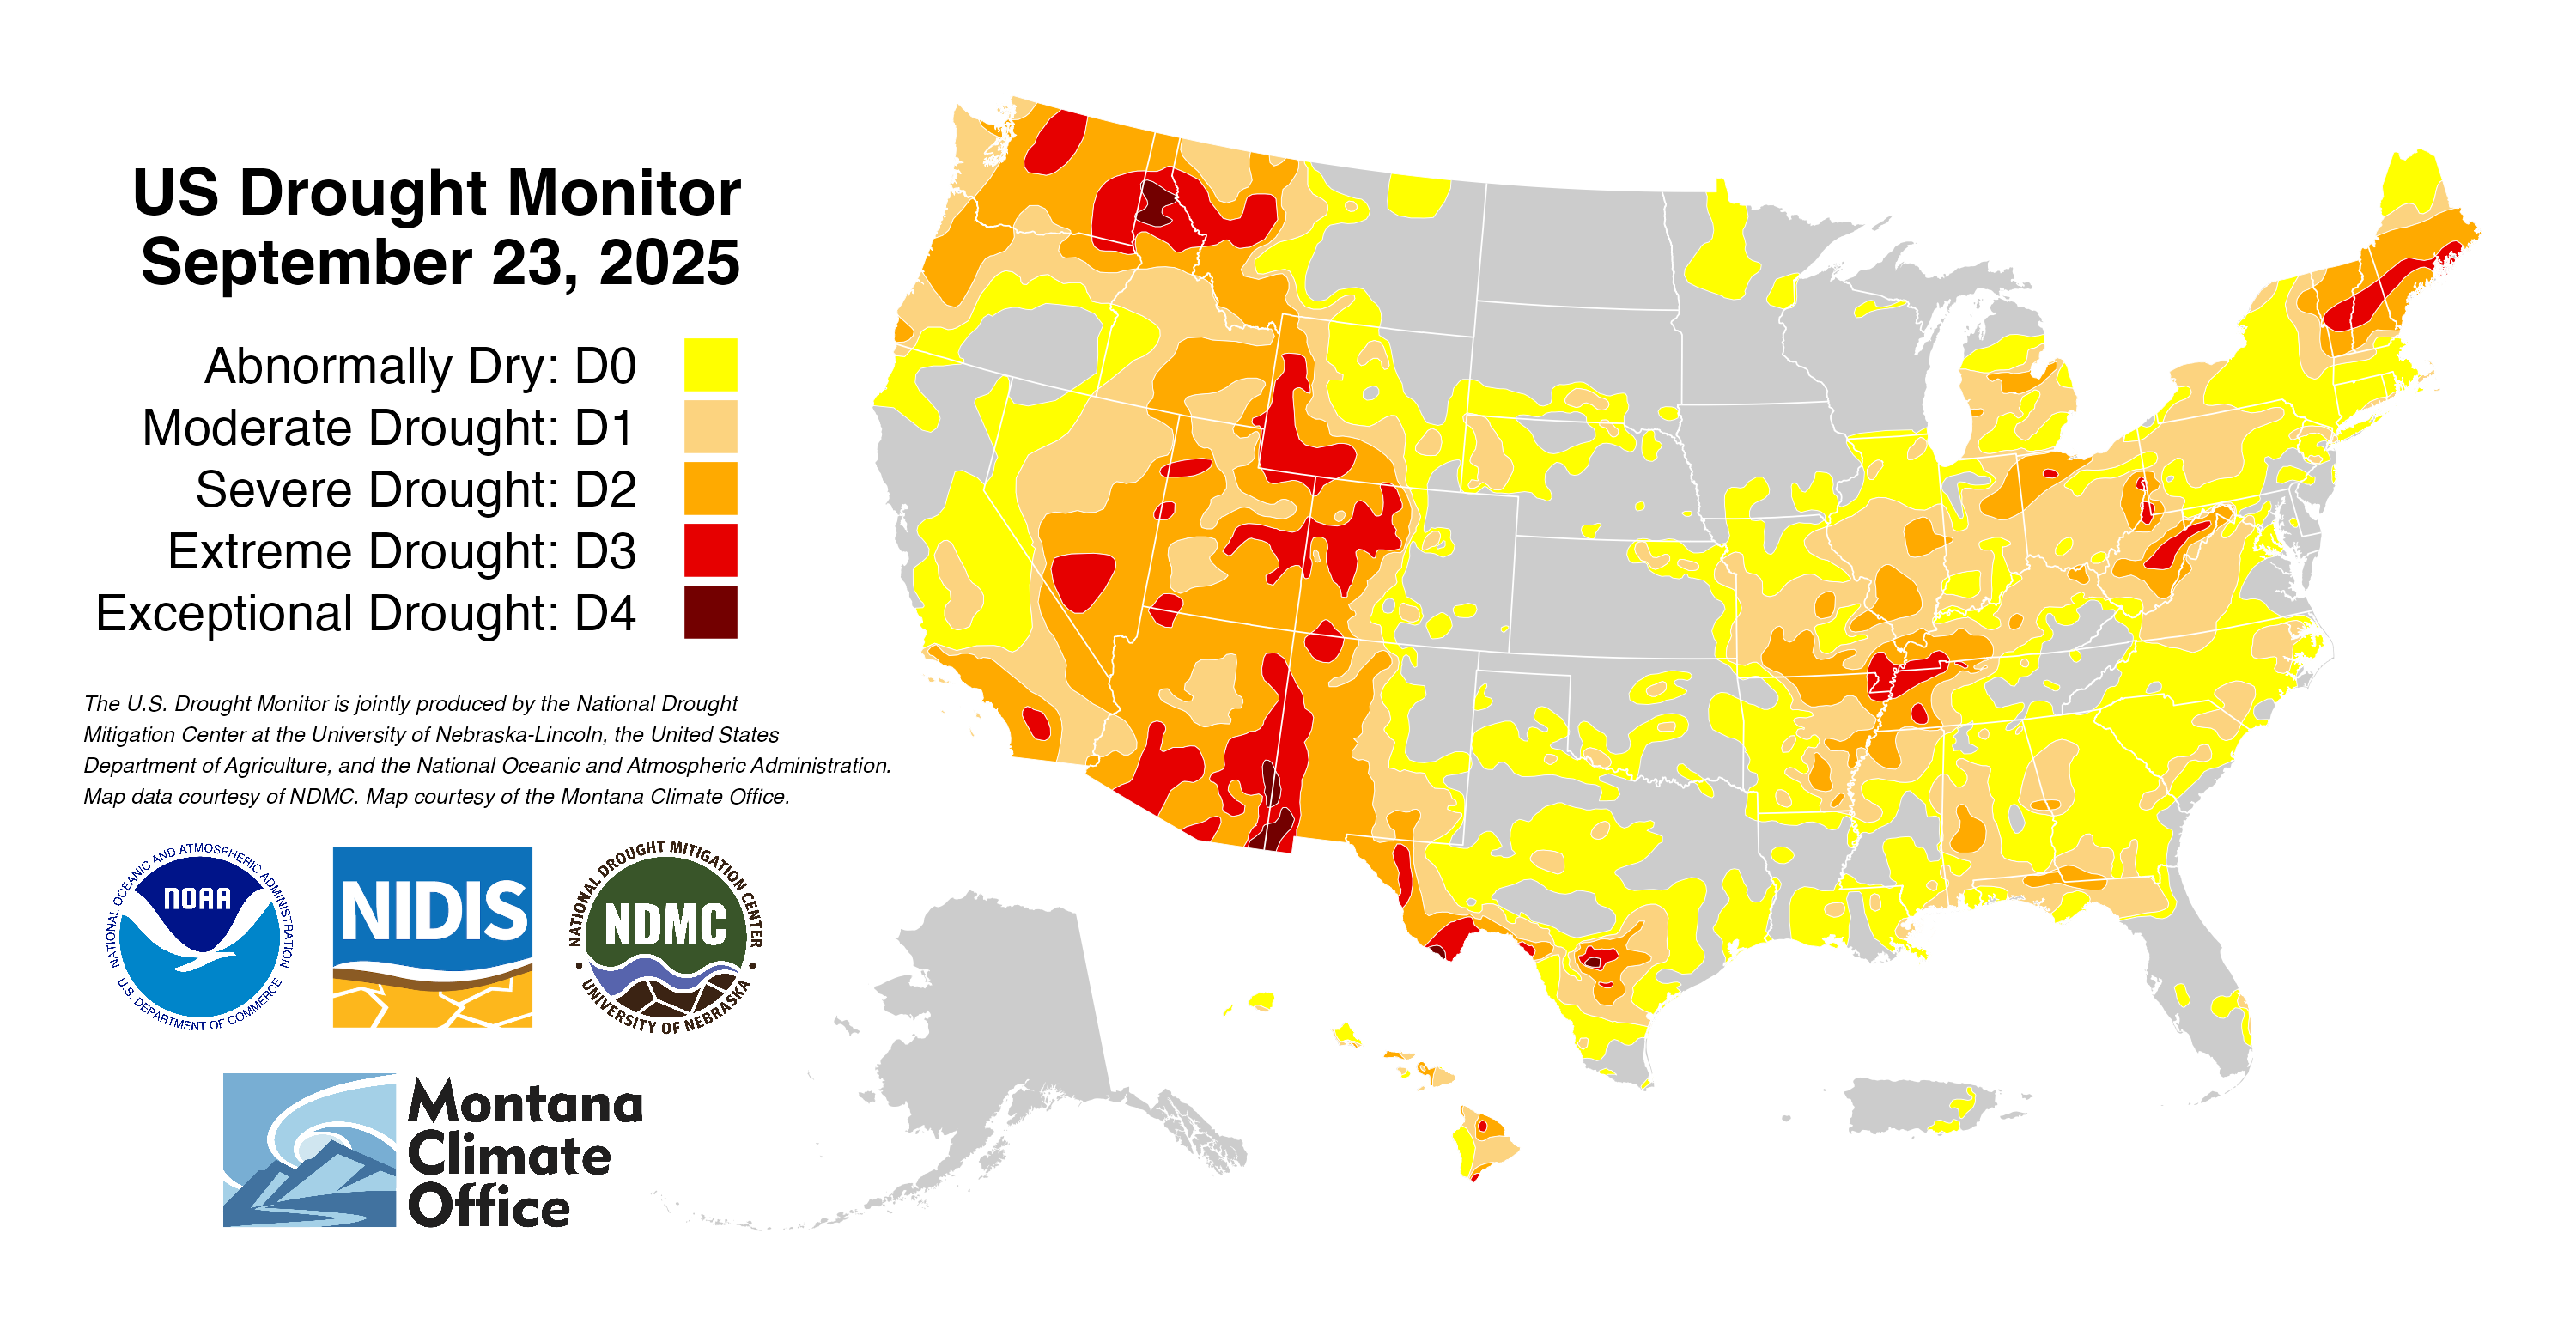 US Drought Monitor
September 23, 2025
Abnormally Dry: D0
Moderate Drought: D1
Severe Drought: D2
Extreme Drought: D3
Exceptional Drought: D4
The U.S. Drought Monitor is jointly produced by the National Drought
Mitigation Center at the University of Nebraska-Lincoln, the United States
Department of Agriculture, and the National Oceanic and Atmospheric Administration.
Map data courtesy of NDMC. Map courtesy of the Montana Climate Office.
NATIONAL OCEANIC AND ATMOSPHERIC ADMINISTRATION
NOAA
U.S. DEPARTMENT OF COMMERCE
NIDIS
NATIONAL DROUGHT MITIGATION CENTER
NDMC
UNIVERSITY OF NEBRASKA
Montana
Climate
Office